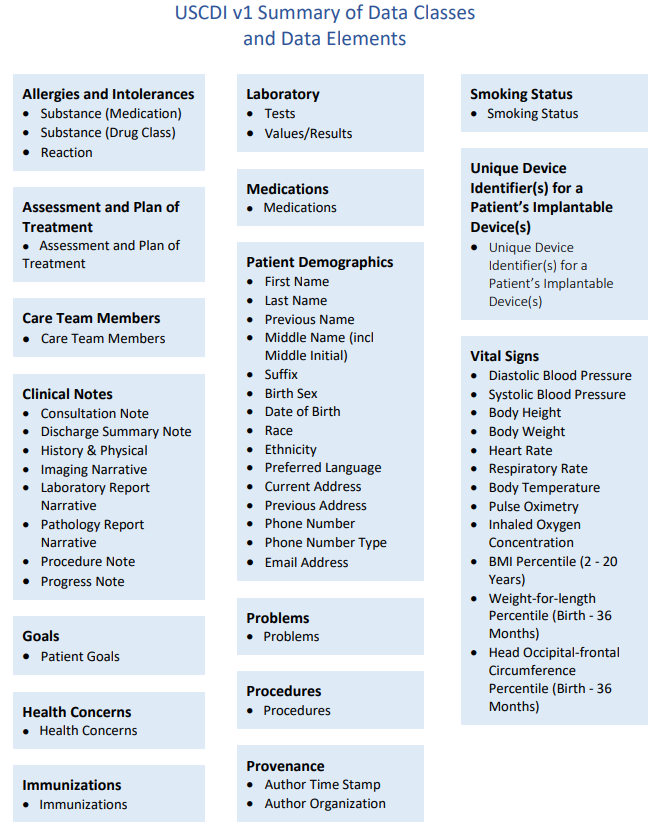 USCDI v1 Summary of Data Classes
and Data Elements
Allergies and Intolerances
• Substance (Medication)
• Substance (Drug Class)
• Reaction
Assessment and Plan of
Treatment
• Assessment and Plan of
Treatment
Care Team Members
• Care Team Members
Clinical Notes
• Consultation Note
• Discharge Summary Note
• History & Physical
• Imaging Narrative
• Laboratory Report
Narrative
• Pathology Report
Narrative
• Procedure Note
• Progress Note
Goals
• Patient Goals
Health Concerns
• Health Concerns
Immunizations
• Immunizations
Laboratory
• Tests
• Values/Results
Medications
• Medications
Patient Demographics
• First Name
• Last Name
• Previous Name
• Middle Name (incl
Middle Initial)
• Suffix
• Birth Sex
• Date of Birth
• Race
• Ethnicity
• Preferred Language
• Current Address
• Previous Address
• Phone Number
• Phone Number Type
• Email Address
Problems
• Problems
Procedures
• Procedures
Provenance
• Author Time Stamp
• Author Organization
Smoking Status
• Smoking Status
Unique Device
Identifier(s) for a
Patient's Implantable
Device(s)
• Unique Device
Identifier(s) for a
Patient's Implantable
Device(s)
Vital Signs
• Diastolic Blood Pressure
• Systolic Blood Pressure
• Body Height
• Body Weight
• Heart Rate
• Respiratory Rate
• Body Temperature
• Pulse Oximetry
• Inhaled Oxygen
Concentration
• BMI Percentile (2 - 20
Years)
• Weight-for-length
Percentile (Birth - 36
Months)
• Head Occipital-frontal
Circumference
Percentile (Birth - 36
Months)